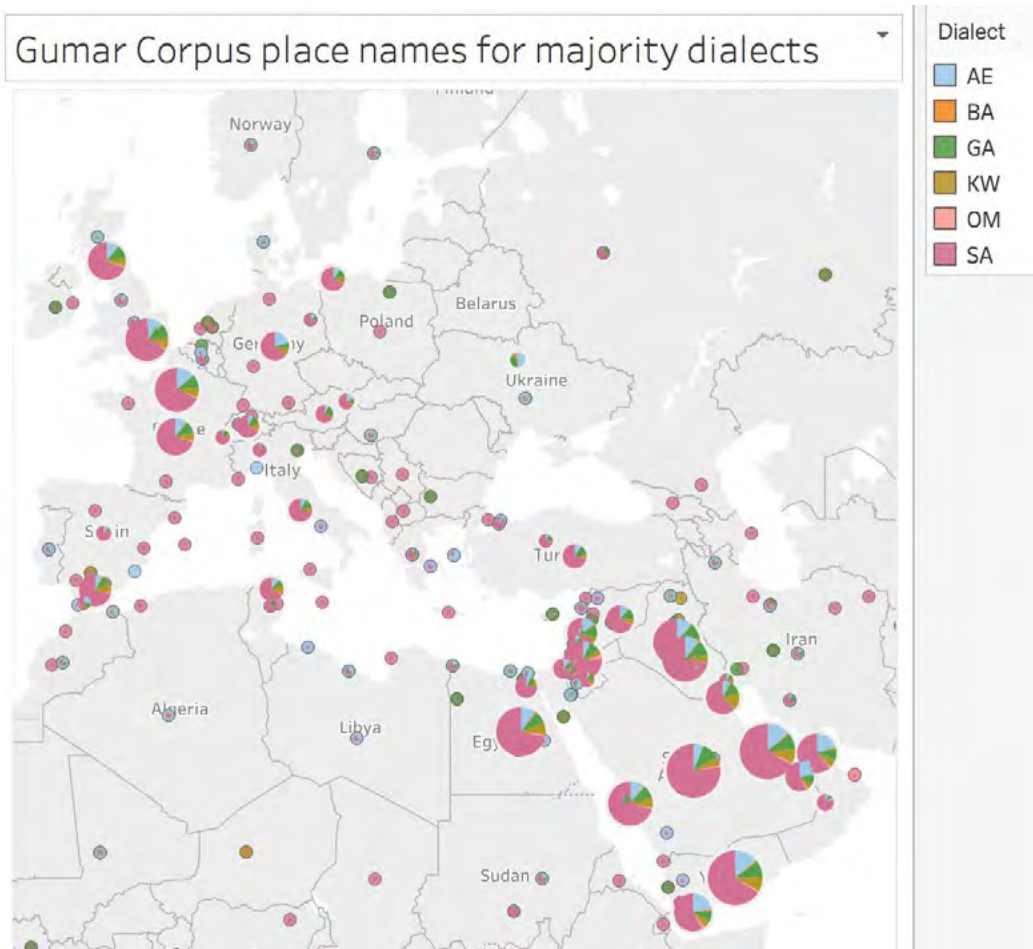 Gumar Corpus place names for majority dialects
Dialect
AE
BA
GA
KW
OM
SA
Finland
Norway
Belarus
Poland
Ukraine
Italy
Iran
Algeria
Libya
Sudan